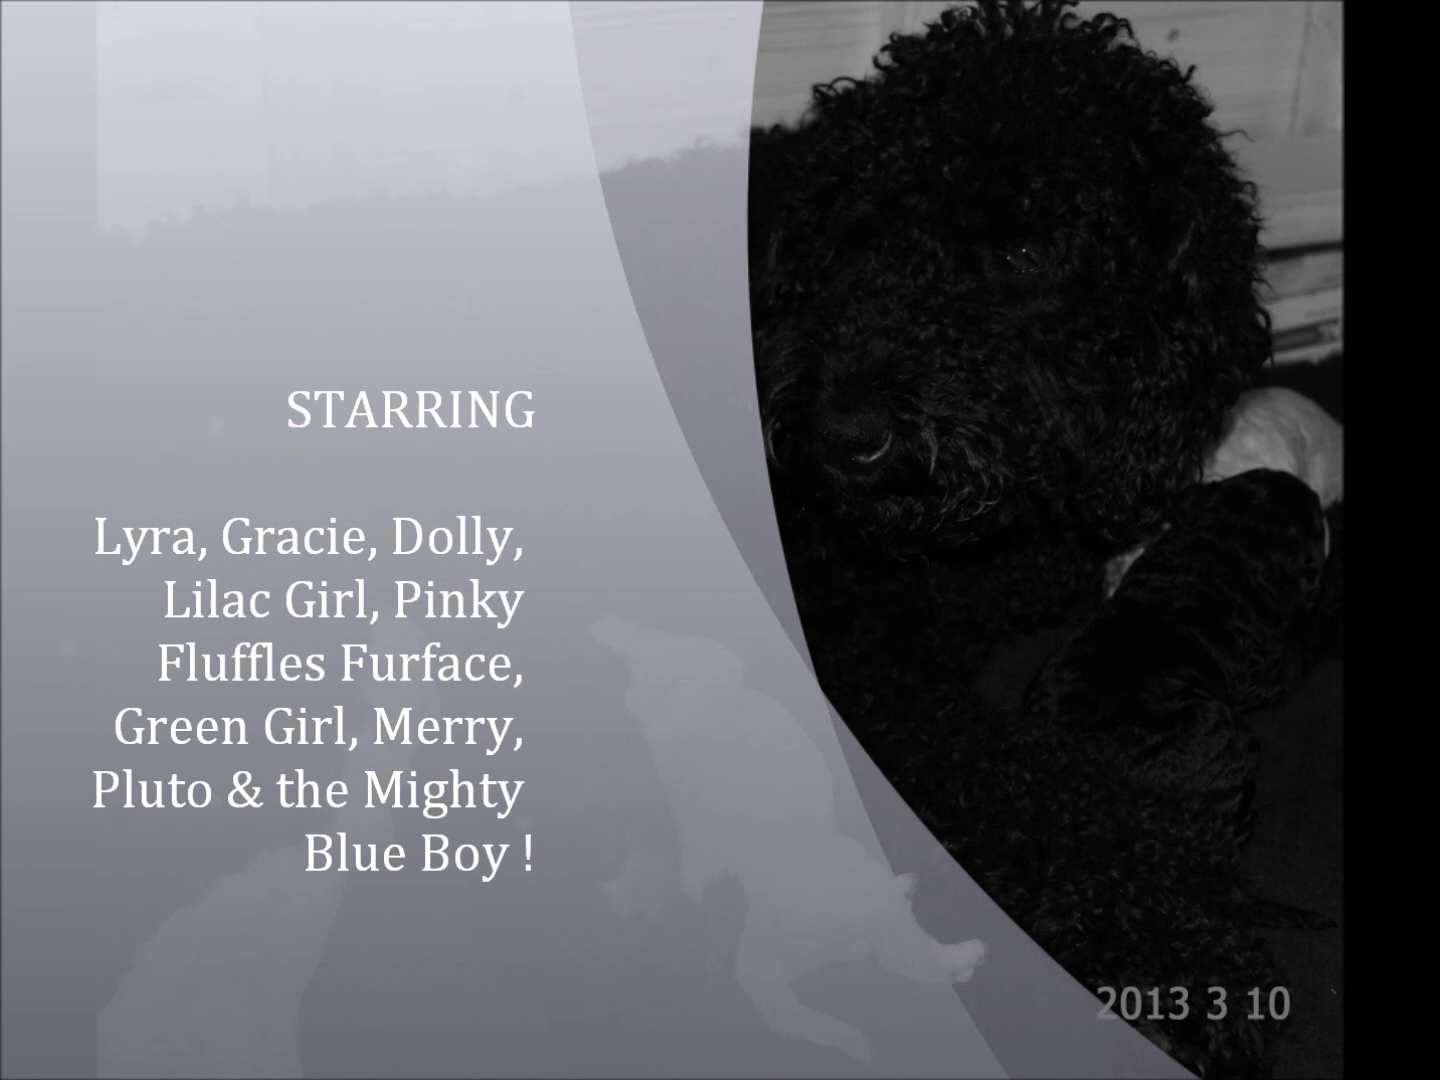 STARRING
Lyra, Gracie, Dolly,
Lilac Girl, Pinky
Fluffles Furface,
Green Girl, Merry,
Pluto & the Mighty
Blue Boy !
2013 3 10